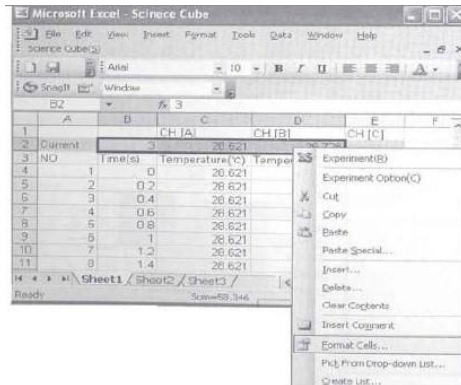 Microsoft Excel - Scinece Cube
File Edit View Insert Format Tools Data Window Help
Science Cube(S)
Arial 10 B I U A
SnagIt Window
B2 fx 3
A B C D E F
1 CH [A] CH [B] CH [C]
2 Current 3 28.621 28.726
3 NO Time(s) Temperature(℃) Temper
4 1 0 28.621
5 2 0.2 28.621
6 3 0.4 28.621
7 4 0.6 28.621
8 5 0.8 28.621
9 6 1 28.621
10 7 1.2 28.621
11 8 1.4 28.621
Sheet1 Sheet2 Sheet3
Ready Sum=58.346
Experiment(R)
Experiment Option(C)
Cut
Copy
Paste
Paste Special...
Insert...
Delete...
Clear Contents
Insert Comment
Format Cells...
Pick From Drop-down List...
Create List...